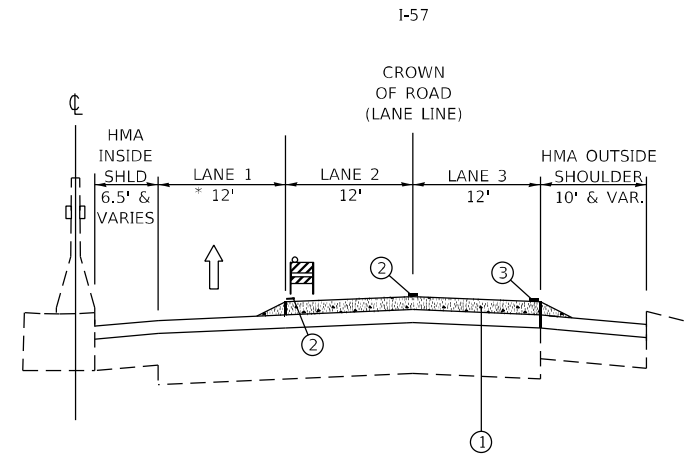 I-57
CROWN
OF ROAD
(LANE LINE)
℄
HMA
INSIDE
SHLD
6.5' &
VARIES
LANE 1
* 12'
LANE 2
12'
LANE 3
12'
HMA OUTSIDE
SHOULDER
10' & VAR.
2
3
2
1